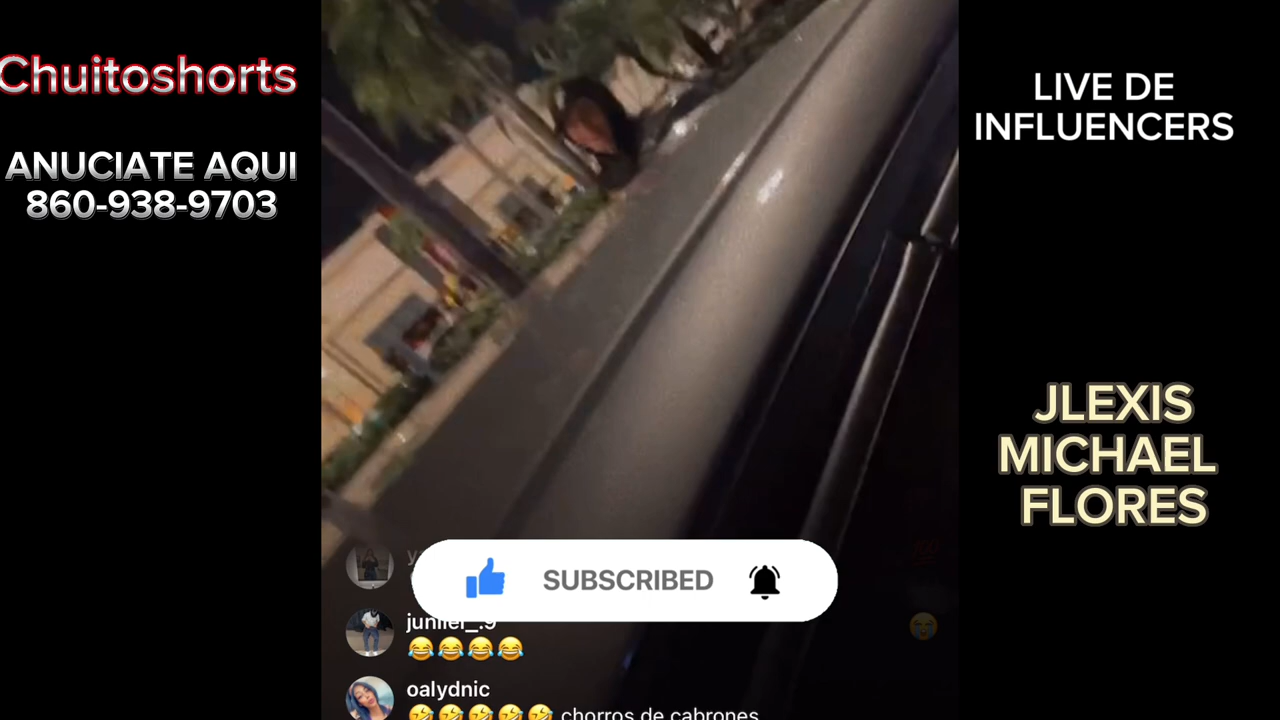 Chuitoshorts
ANUCIATE AQUI
860-938-9703
LIVE DE
INFLUENCERS
JLEXIS
MICHAEL
FLORES
SUBSCRIBED
oalydnic
🤣🤣🤣🤣🤣 chorros de cabrones
😂😂😂😂